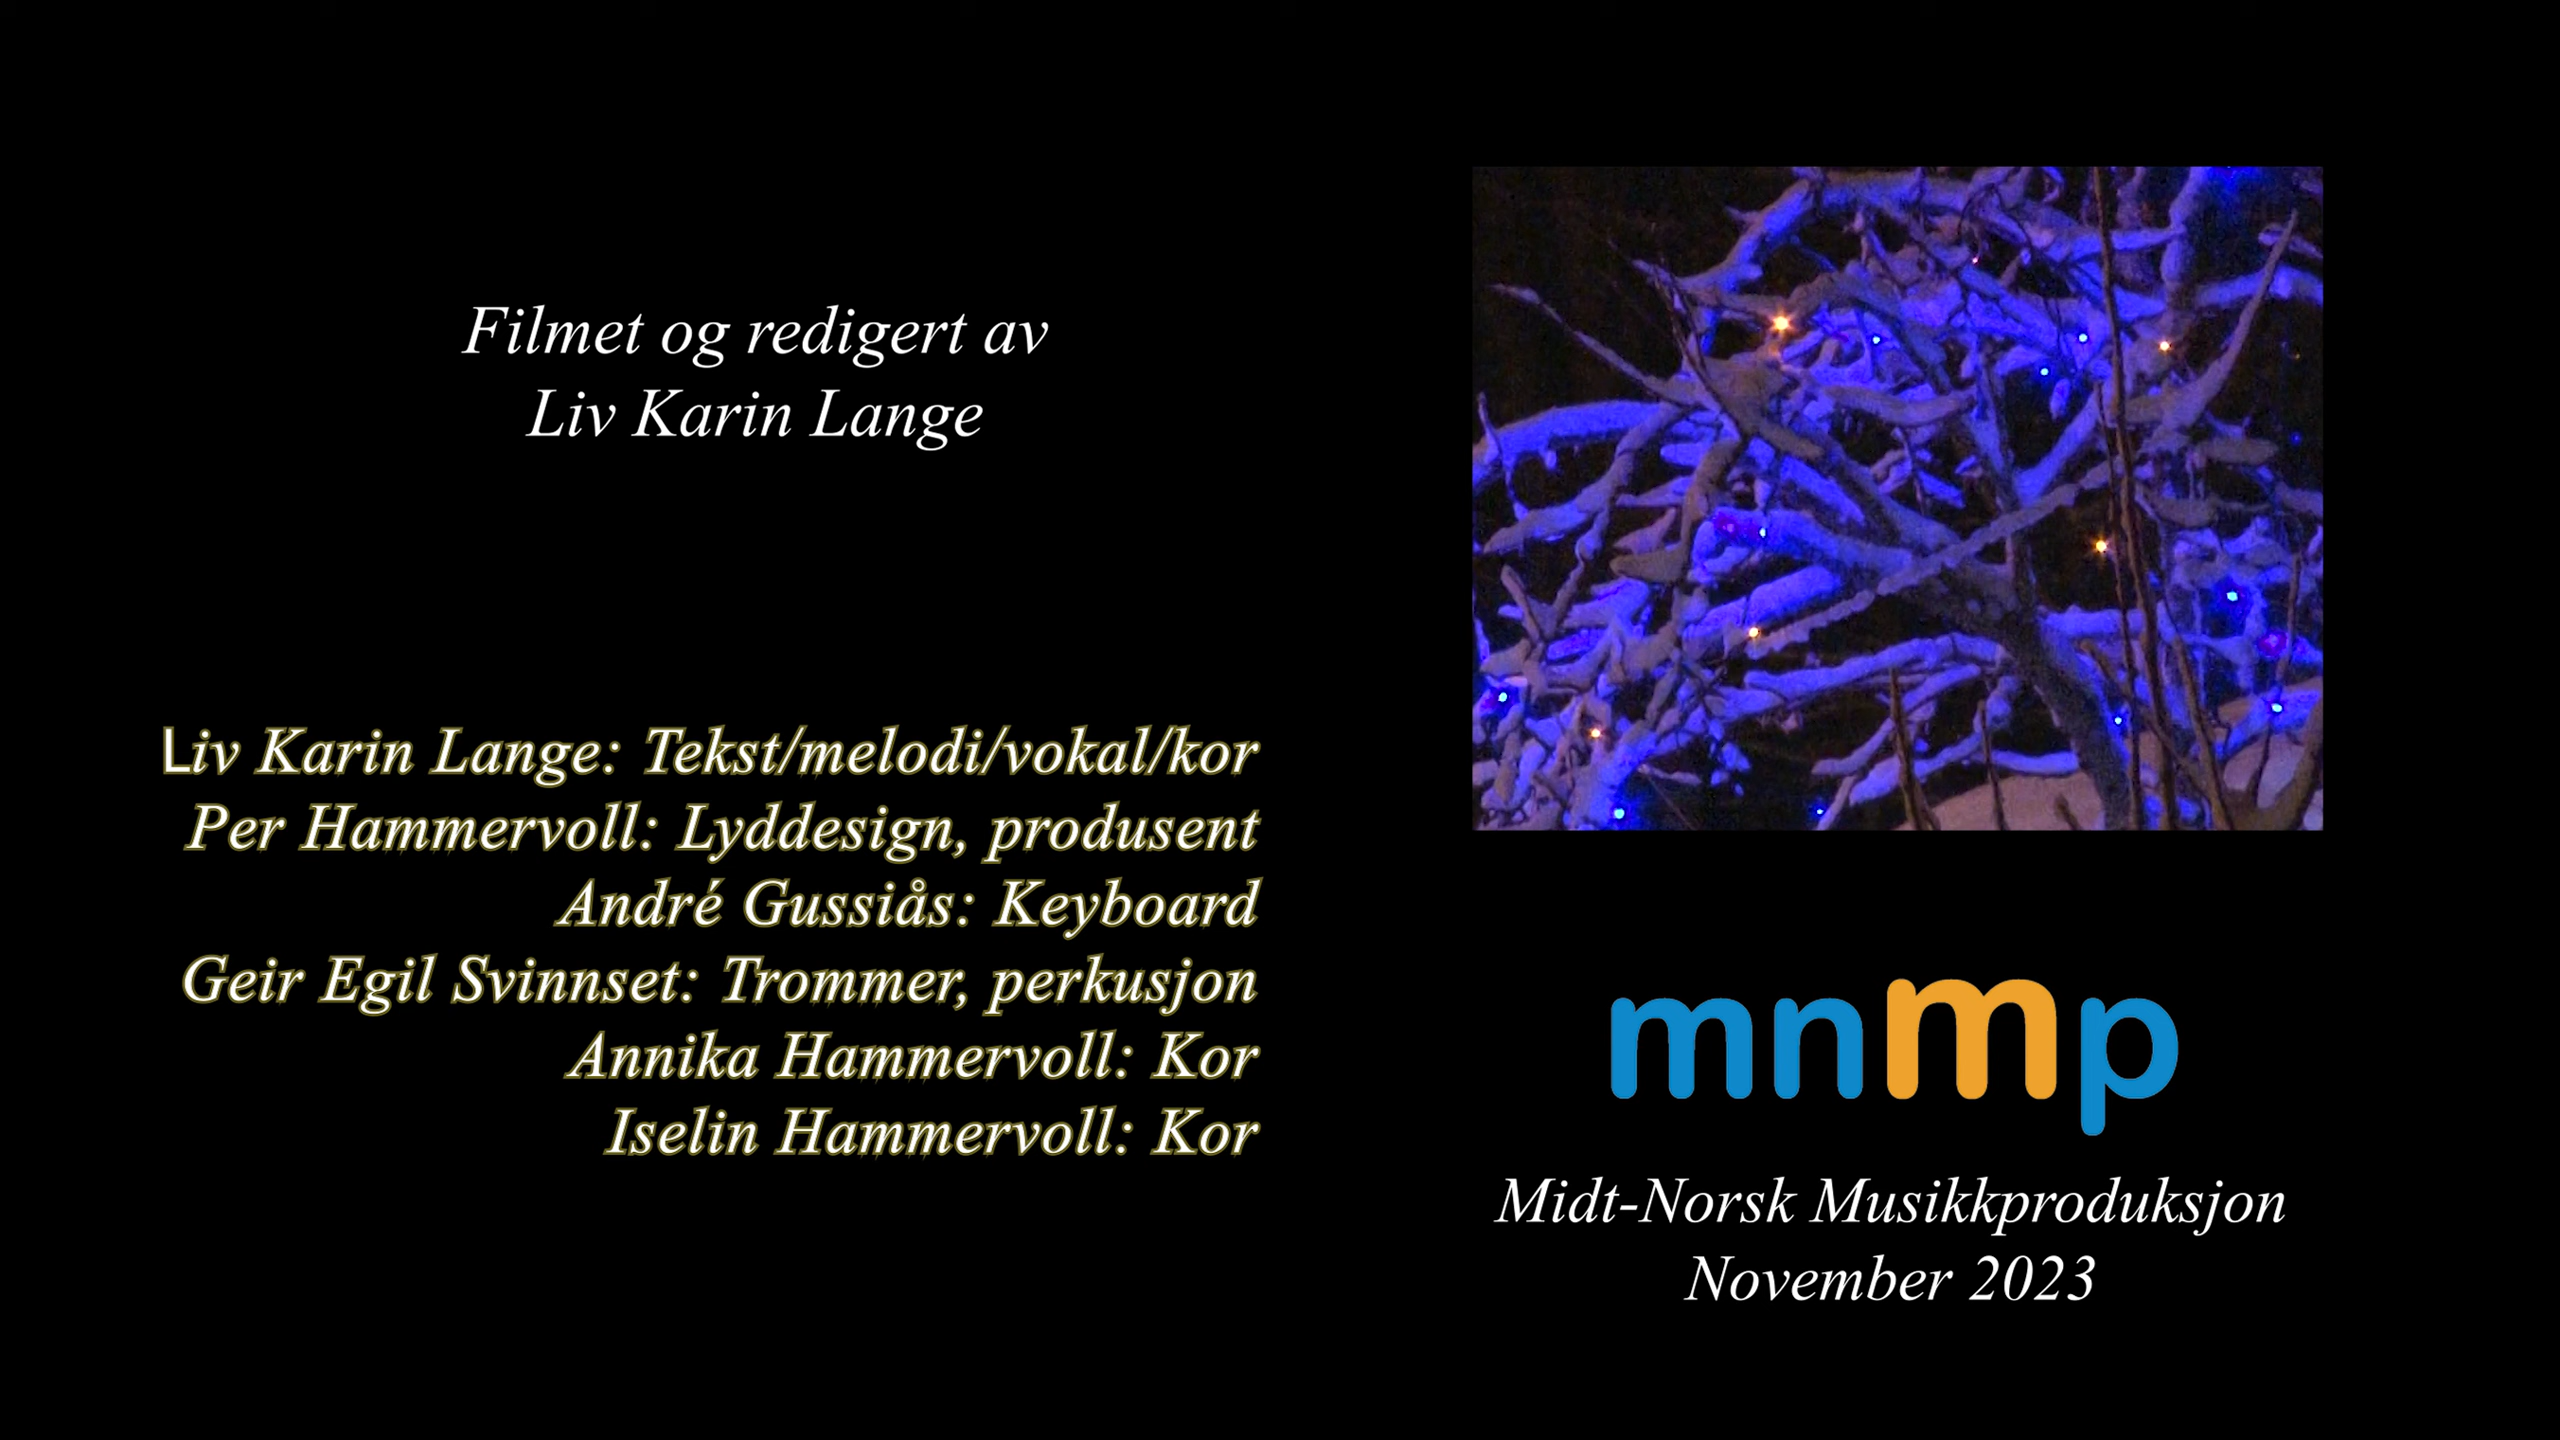 Filmet og redigert av
Liv Karin Lange
Liv Karin Lange: Tekst/melodi/vokal/kor
Per Hammervoll: Lyddesign, produsent
André Gussiås: Keyboard
Geir Egil Svinnset: Trommer, perkusjon
Annika Hammervoll: Kor
Iselin Hammervoll: Kor
mnmp
Midt-Norsk Musikkproduksjon
November 2023